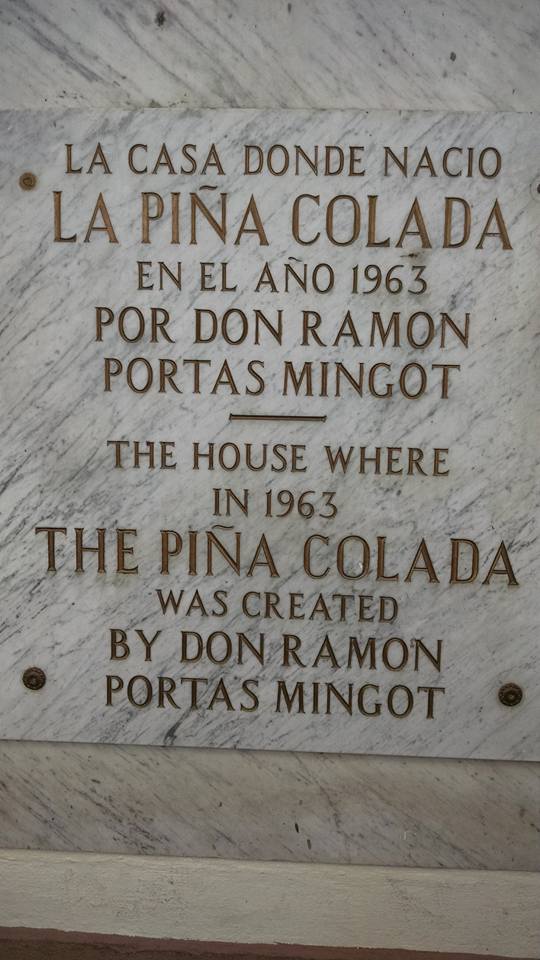 LA CASA DONDE NACIO
LA PIÑA COLADA
EN EL AÑO 1963
POR DON RAMON
PORTAS MINGOT
THE HOUSE WHERE
IN 1963
THE PIÑA COLADA
WAS CREATED
BY DON RAMON
PORTAS MINGOT